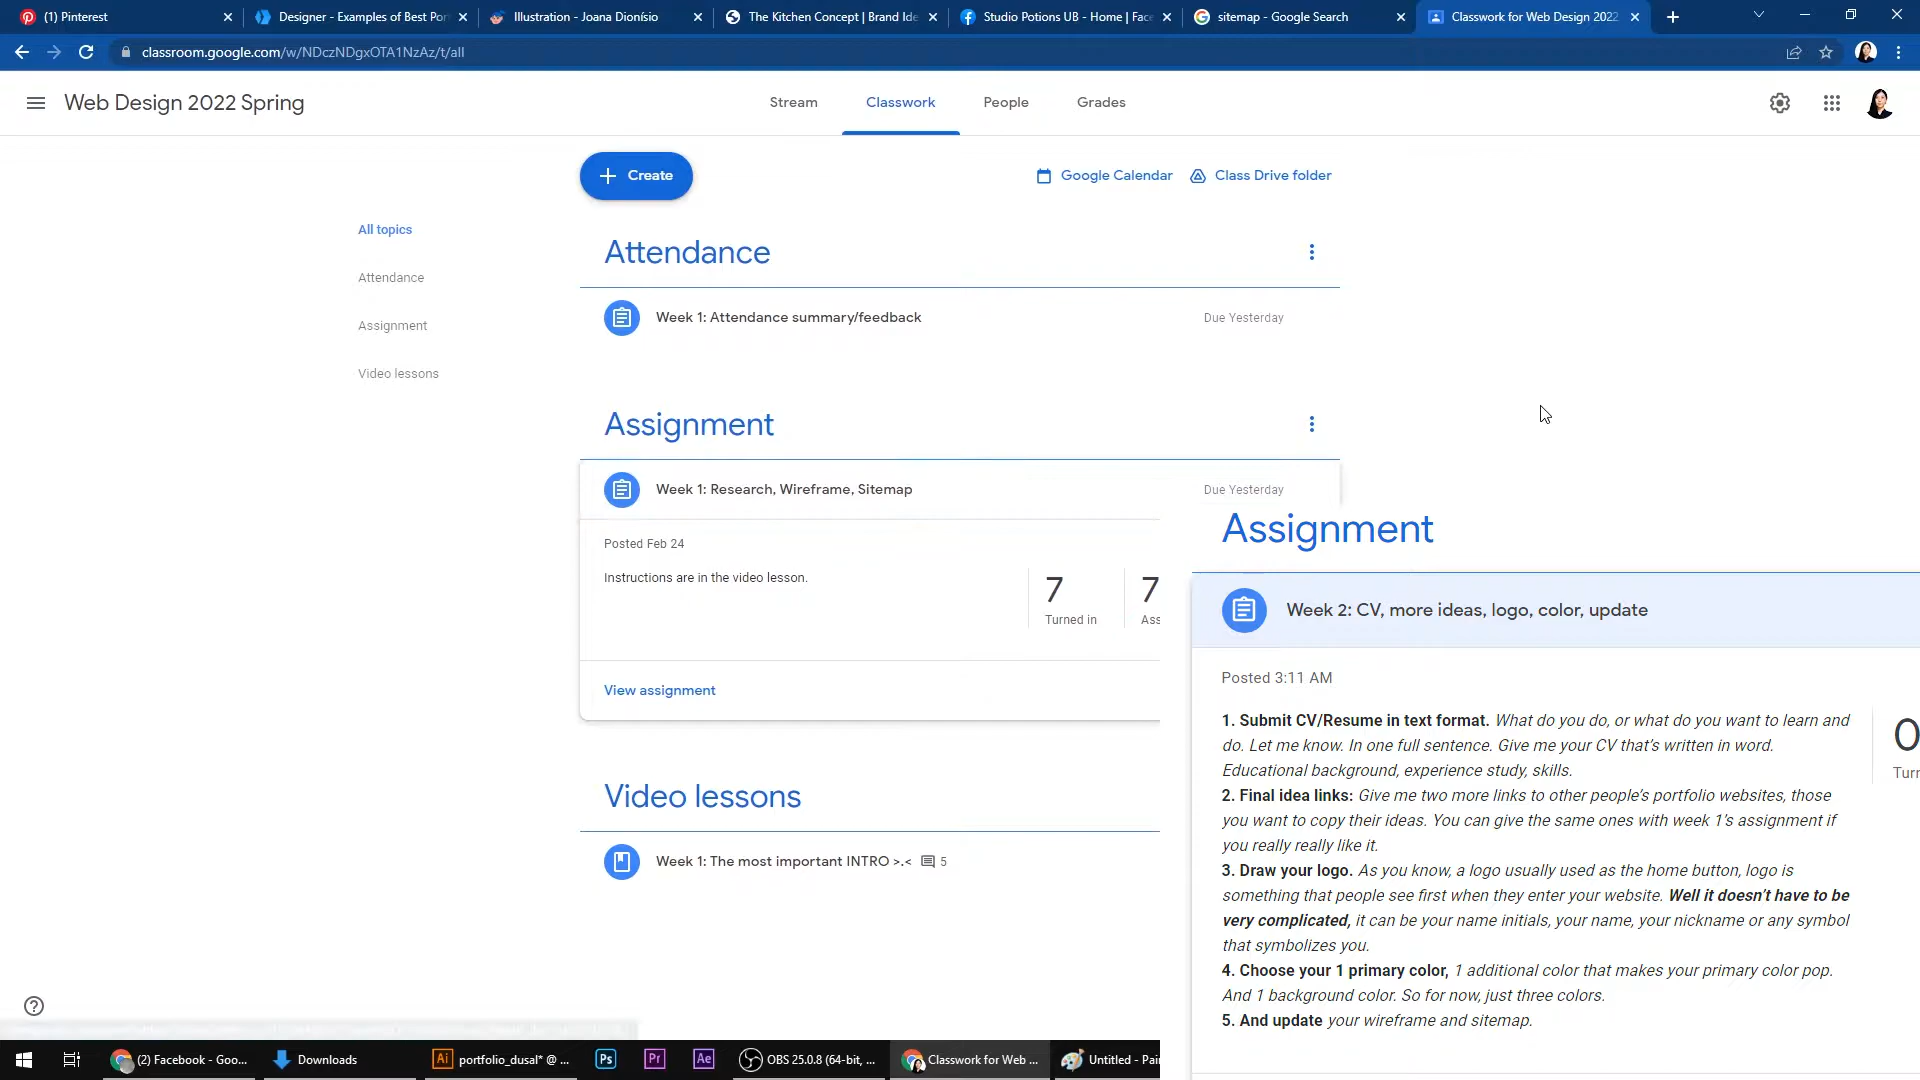 (1) Pinterest
Designer - Examples of Best Por
Illustration - Joana Dionísio
The Kitchen Concept | Brand Ide
Studio Potions UB - Home | Face
sitemap - Google Search
Classwork for Web Design 2022
classroom.google.com/w/NDczNDgxOTA1NzAz/t/all
Web Design 2022 Spring
Stream
Classwork
People
Grades
Create
Google Calendar
Class Drive folder
All topics
Attendance
Assignment
Video lessons
Attendance
Week 1: Attendance summary/feedback
Due Yesterday
Assignment
Week 1: Research, Wireframe, Sitemap
Due Yesterday
Posted Feb 24
Instructions are in the video lesson.
7
Turned in
7
Ass
View assignment
Video lessons
Week 1: The most important INTRO >.<
5
Assignment
Week 2: CV, more ideas, logo, color, update
Posted 3:11 AM
1. Submit CV/Resume in text format. What do you do, or what do you want to learn and
do. Let me know. In one full sentence. Give me your CV that's written in word.
Educational background, experience study, skills.
2. Final idea links: Give me two more links to other people's portfolio websites, those
you want to copy their ideas. You can give the same ones with week 1's assignment if
you really really like it.
3. Draw your logo. As you know, a logo usually used as the home button, logo is
something that people see first when they enter your website. Well it doesn't have to be
very complicated, it can be your name initials, your name, your nickname or any symbol
that symbolizes you.
4. Choose your 1 primary color, 1 additional color that makes your primary color pop.
And 1 background color. So for now, just three colors.
5. And update your wireframe and sitemap.
0
Turr
(2) Facebook - Goo...
Downloads
Ai
portfolio_dusal* @ ...
Ps
Pr
Ae
OBS 25.0.8 (64-bit, ...
Classwork for Web ...
Untitled - Pai